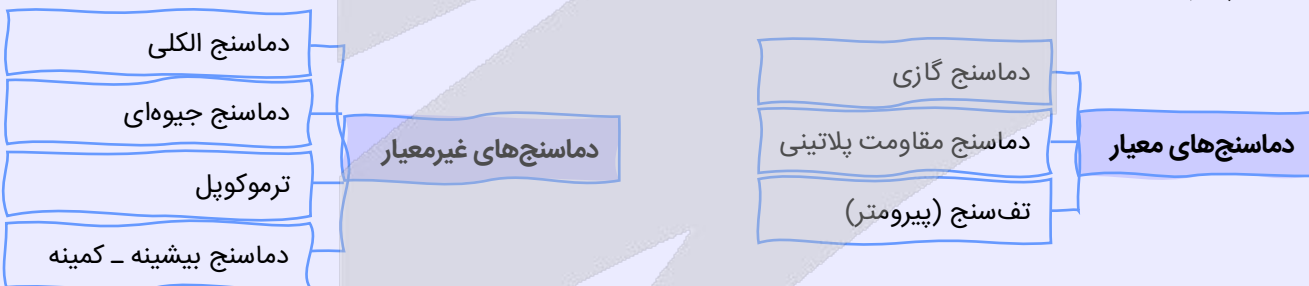 دماسنج‌های معیار
دماسنج گازی
دماسنج مقاومت پلاتینی
تف‌سنج (پیرومتر)
دماسنج‌های غیرمعیار
دماسنج الکلی
دماسنج جیوه‌ای
ترموکوپل
دماسنج بیشینه ـ کمینه